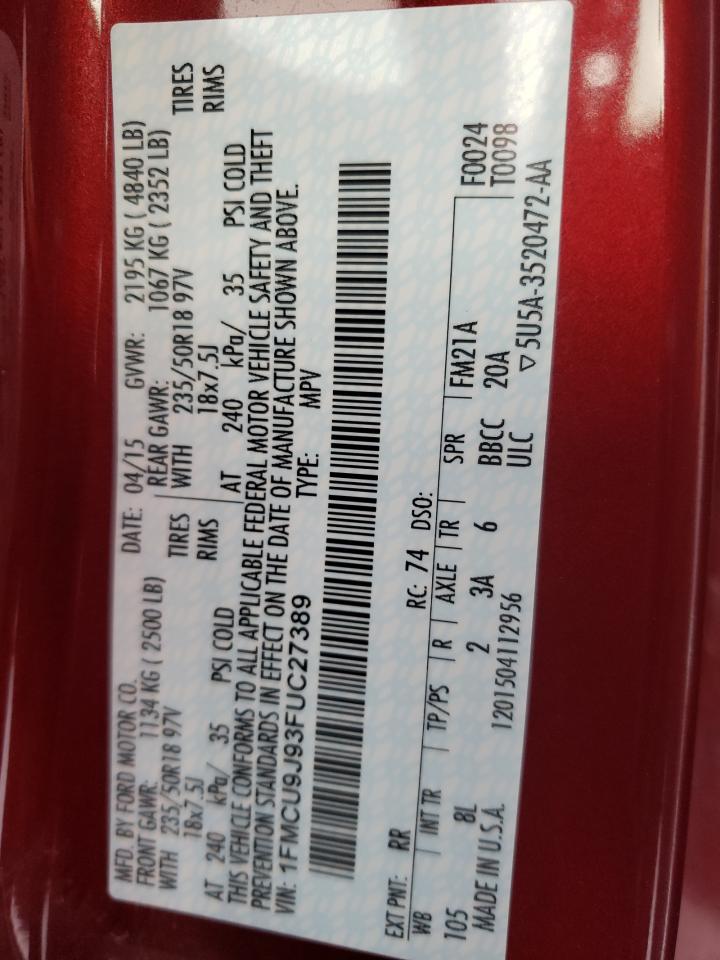 MFD. BY FORD MOTOR CO. DATE: 04/15 GVWR: 2195 KG ( 4840 LB)
FRONT GAWR: 1134 KG ( 2500 LB) REAR GAWR: 1067 KG ( 2352 LB)
WITH 235/50R18 97V TIRES WITH 235/50R18 97V TIRES
18x7.5J RIMS 18x7.5J RIMS
AT 240 kPa/ 35 PSI COLD AT 240 kPa/ 35 PSI COLD
THIS VEHICLE CONFORMS TO ALL APPLICABLE FEDERAL MOTOR VEHICLE SAFETY AND THEFT
PREVENTION STANDARDS IN EFFECT ON THE DATE OF MANUFACTURE SHOWN ABOVE.
VIN: 1FMCU9J93FUC27389 TYPE: MPV
EXT PNT: RR RC: 74 DSO: F0024
WB INT TR TP/PS R AXLE TR SPR FM21A T0098
105 8L 2 3A 6 BBCC 20A
MADE IN U.S.A. 1201504112956 ULC ▽5U5A-3520472-AA